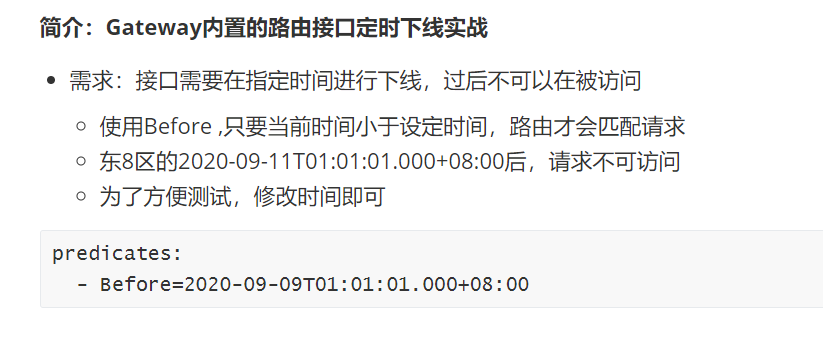 简介：Gateway内置的路由接口定时下线实战
需求：接口需要在指定时间进行下线，过后不可以在被访问
使用Before ,只要当前时间小于设定时间，路由才会匹配请求
东8区的2020-09-11T01:01:01.000+08:00后，请求不可访问
为了方便测试，修改时间即可
predicates:
- Before=2020-09-09T01:01:01.000+08:00